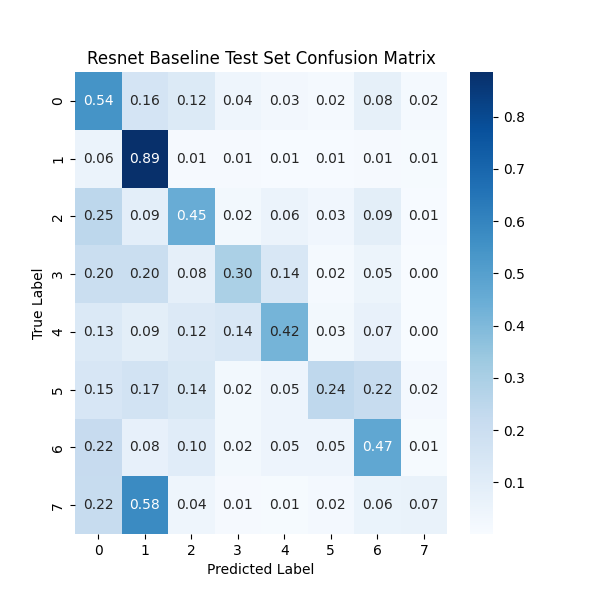 Resnet Baseline Test Set Confusion Matrix
0 0.54 0.16 0.12 0.04 0.03 0.02 0.08 0.02
1 0.06 0.89 0.01 0.01 0.01 0.01 0.01 0.01
2 0.25 0.09 0.45 0.02 0.06 0.03 0.09 0.01
3 0.20 0.20 0.08 0.30 0.14 0.02 0.05 0.00
4 0.13 0.09 0.12 0.14 0.42 0.03 0.07 0.00
5 0.15 0.17 0.14 0.02 0.05 0.24 0.22 0.02
6 0.22 0.08 0.10 0.02 0.05 0.05 0.47 0.01
7 0.22 0.58 0.04 0.01 0.01 0.02 0.06 0.07
0 1 2 3 4 5 6 7
Predicted Label
True Label
0.8
0.7
0.6
0.5
0.4
0.3
0.2
0.1